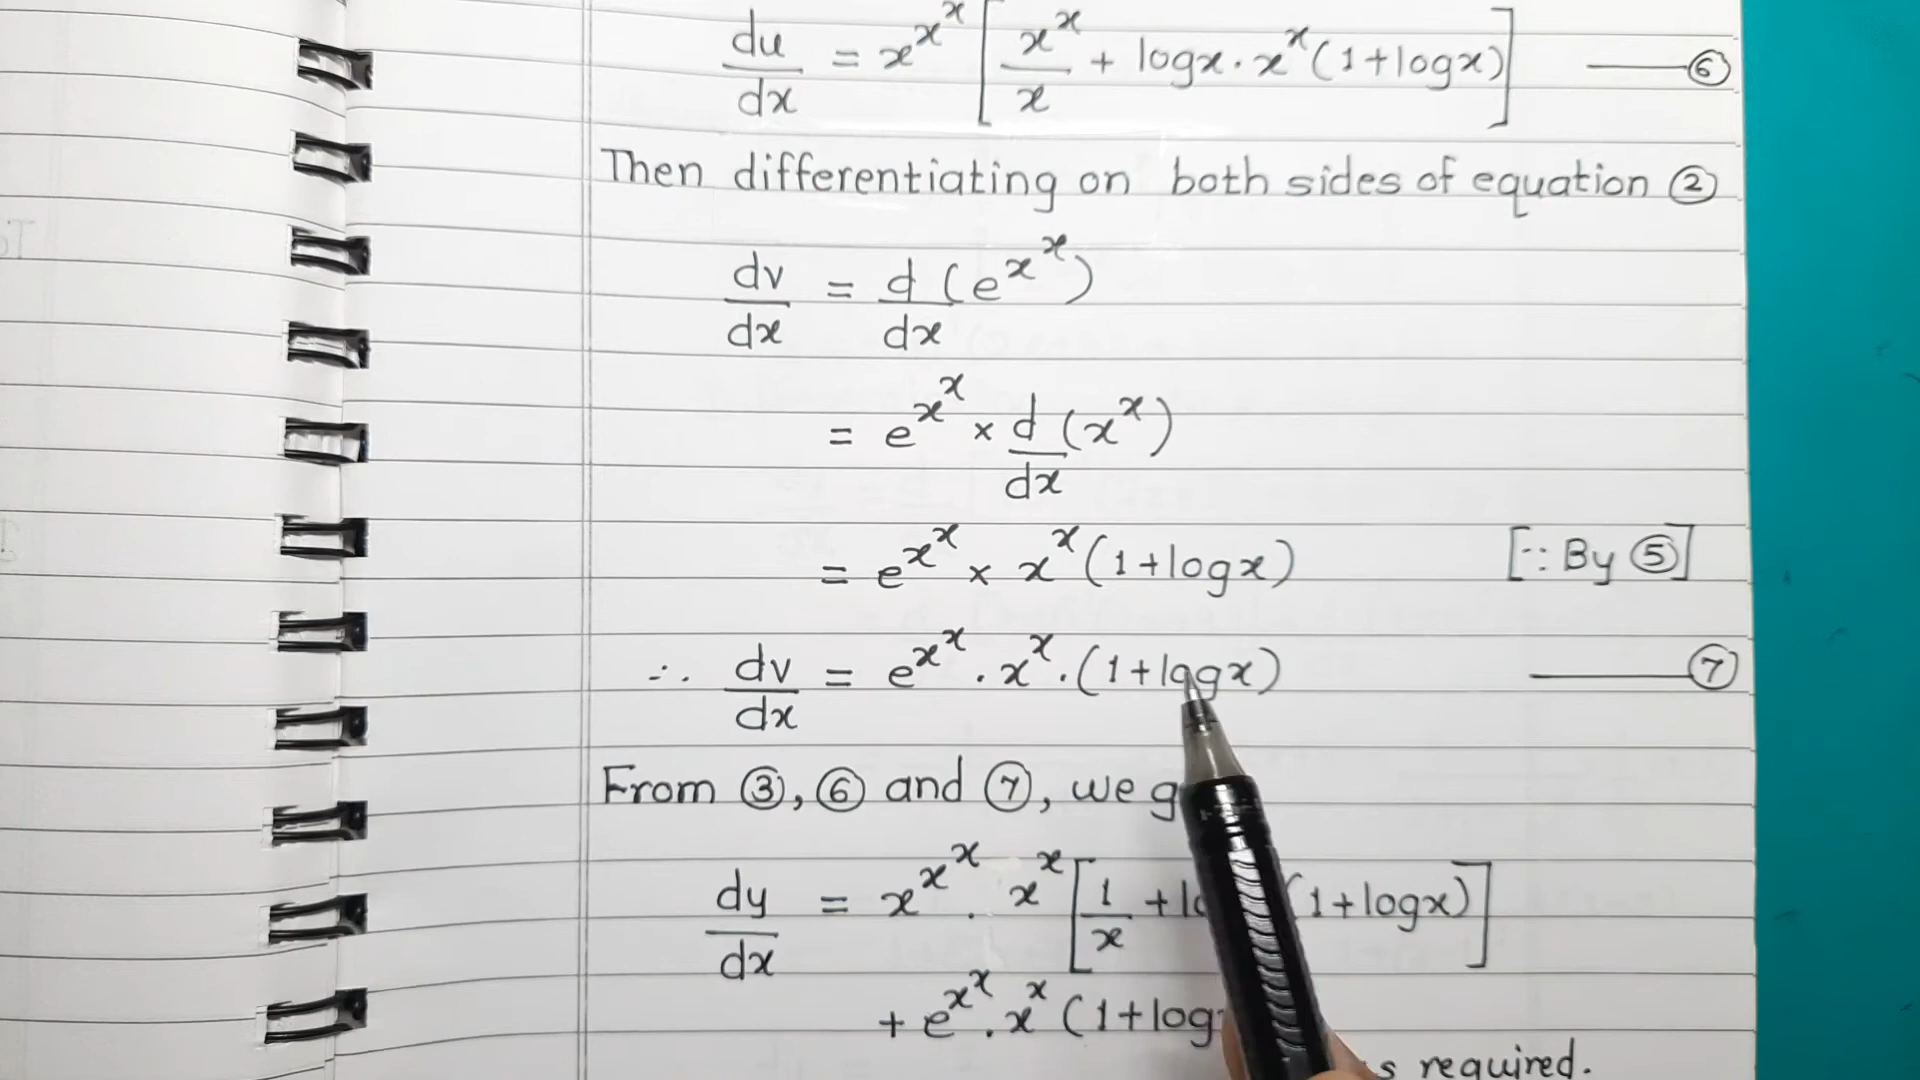 du/dx = x^x^x [x^x/x + logx · x^x (1+logx)] —— ⑥
Then differentiating on both sides of equation ②
dv/dx = d/dx (e^x^x)
= e^x^x × d/dx (x^x)
= e^x^x × x^x (1+logx) [∵ By ⑤]
∴ dv/dx = e^x^x · x^x · (1+logx) —— ⑦
From ③, ⑥ and ⑦, we
dy/dx = x^x^x · x^x [1/x + (1+logx)]
+ e^x^x · x^x (1+log
required.